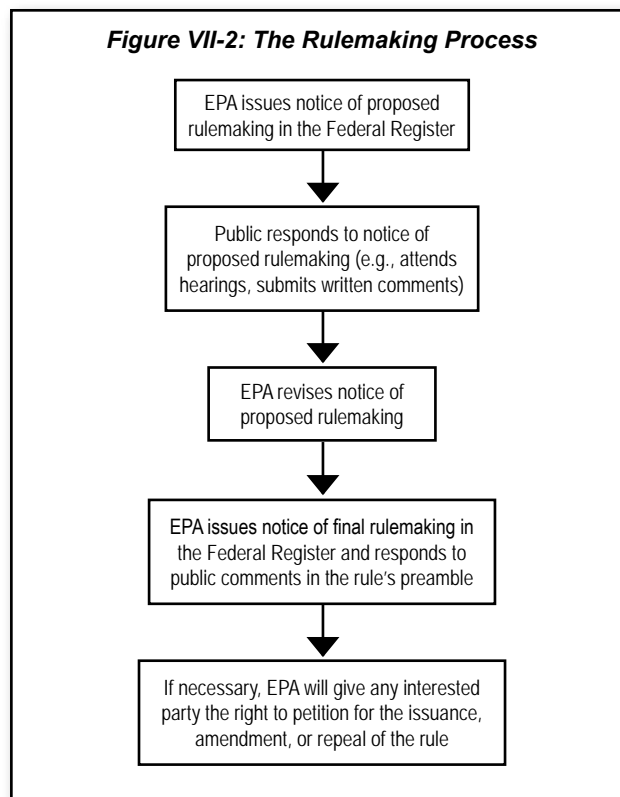 Figure VII-2: The Rulemaking Process
EPA issues notice of proposed
rulemaking in the Federal Register
Public responds to notice of
proposed rulemaking (e.g., attends
hearings, submits written comments)
EPA revises notice of
proposed rulemaking
EPA issues notice of final rulemaking in
the Federal Register and responds to
public comments in the rule's preamble
If necessary, EPA will give any interested
party the right to petition for the issuance,
amendment, or repeal of the rule